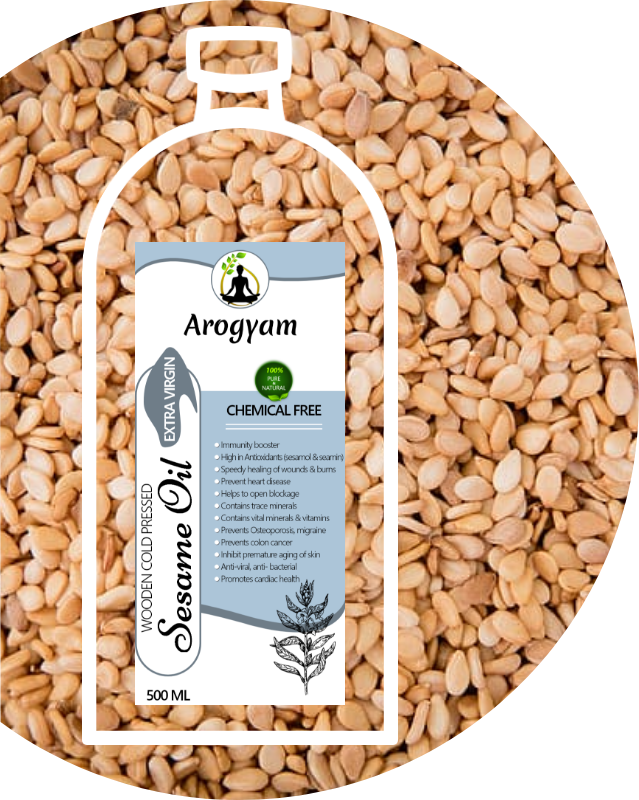 Arogyam
100%
PURE
&
NATURAL
CHEMICAL FREE
EXTRA VIRGIN
WOODEN COLD PRESSED
Sesame Oil
Immunity booster
High in Antioxidants (sesamol & seamin)
Speedy healing of wounds & burns
Prevent heart disease
Helps to open blockage
Contains trace minerals
Contains vital minerals & vitamins
Prevents Osteoporosis, migraine
Prevents colon cancer
Inhibit premature aging of skin
Anti-viral, anti- bacterial
Promotes cardiac health
500 ML